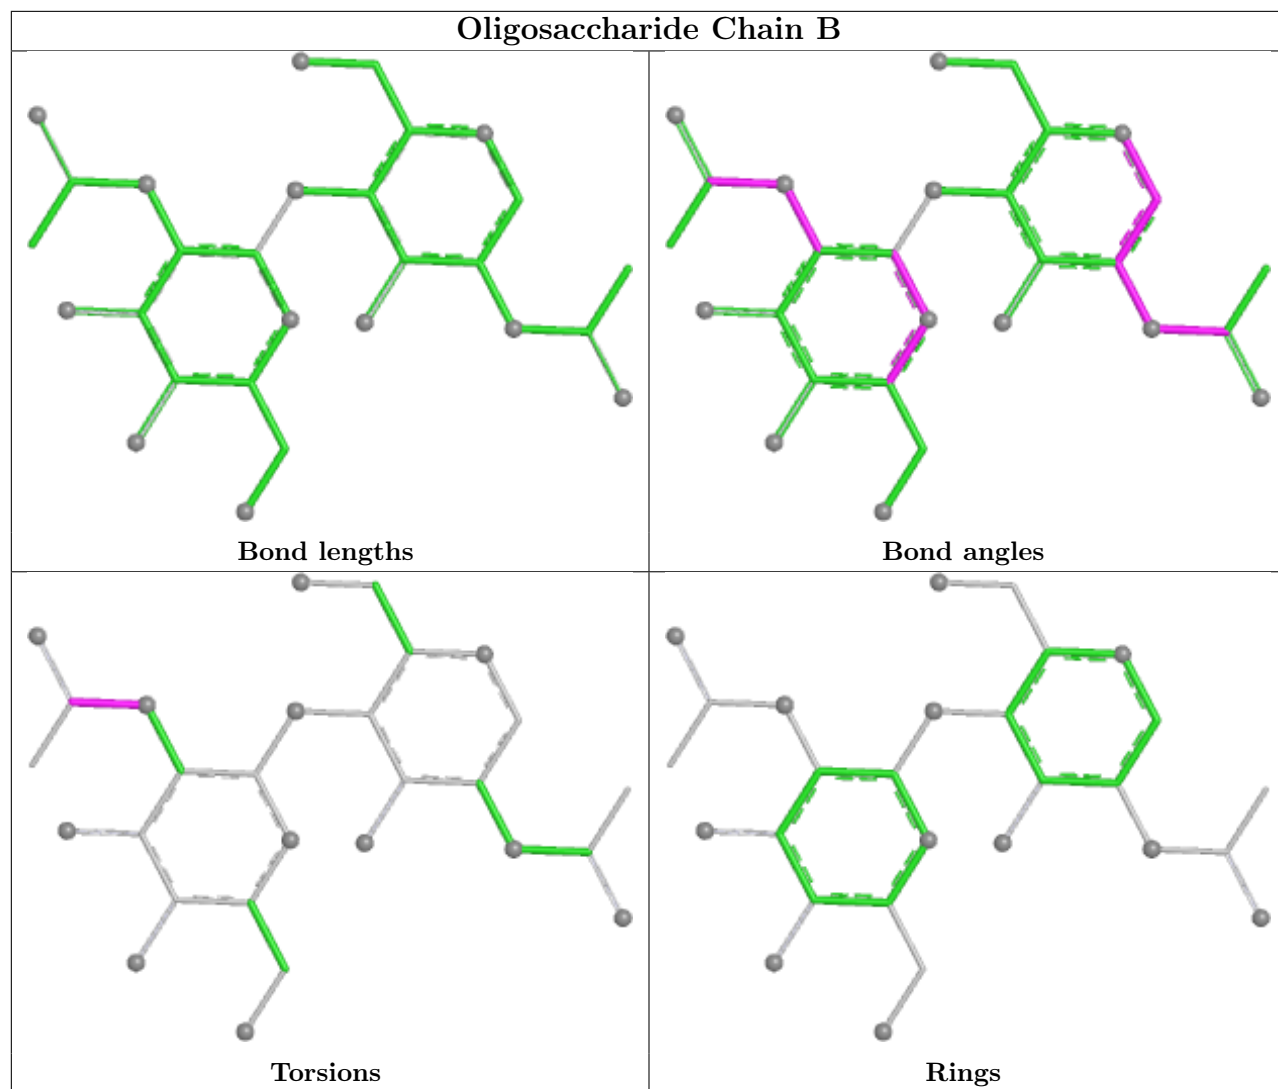 Oligosaccharide Chain B
Bond lengths
Bond angles
Torsions
Rings